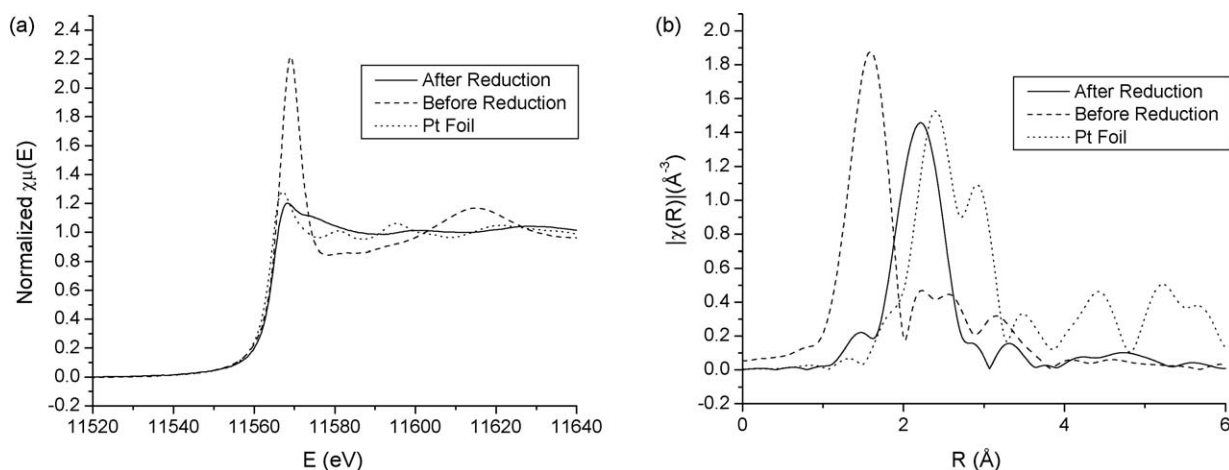 (a)
2.4
2.2
2.0
1.8
1.6
1.4
1.2
1.0
0.8
0.6
0.4
0.2
0.0
-0.2
Normalized χμ(E)
After Reduction
Before Reduction
Pt Foil
11520 11540 11560 11580 11600 11620 11640
E (eV)
(b)
2.0
1.8
1.6
1.4
1.2
1.0
0.8
0.6
0.4
0.2
0.0
-0.2
|χ(R)|(Å⁻³)
After Reduction
Before Reduction
Pt Foil
0 2 4 6
R (Å)